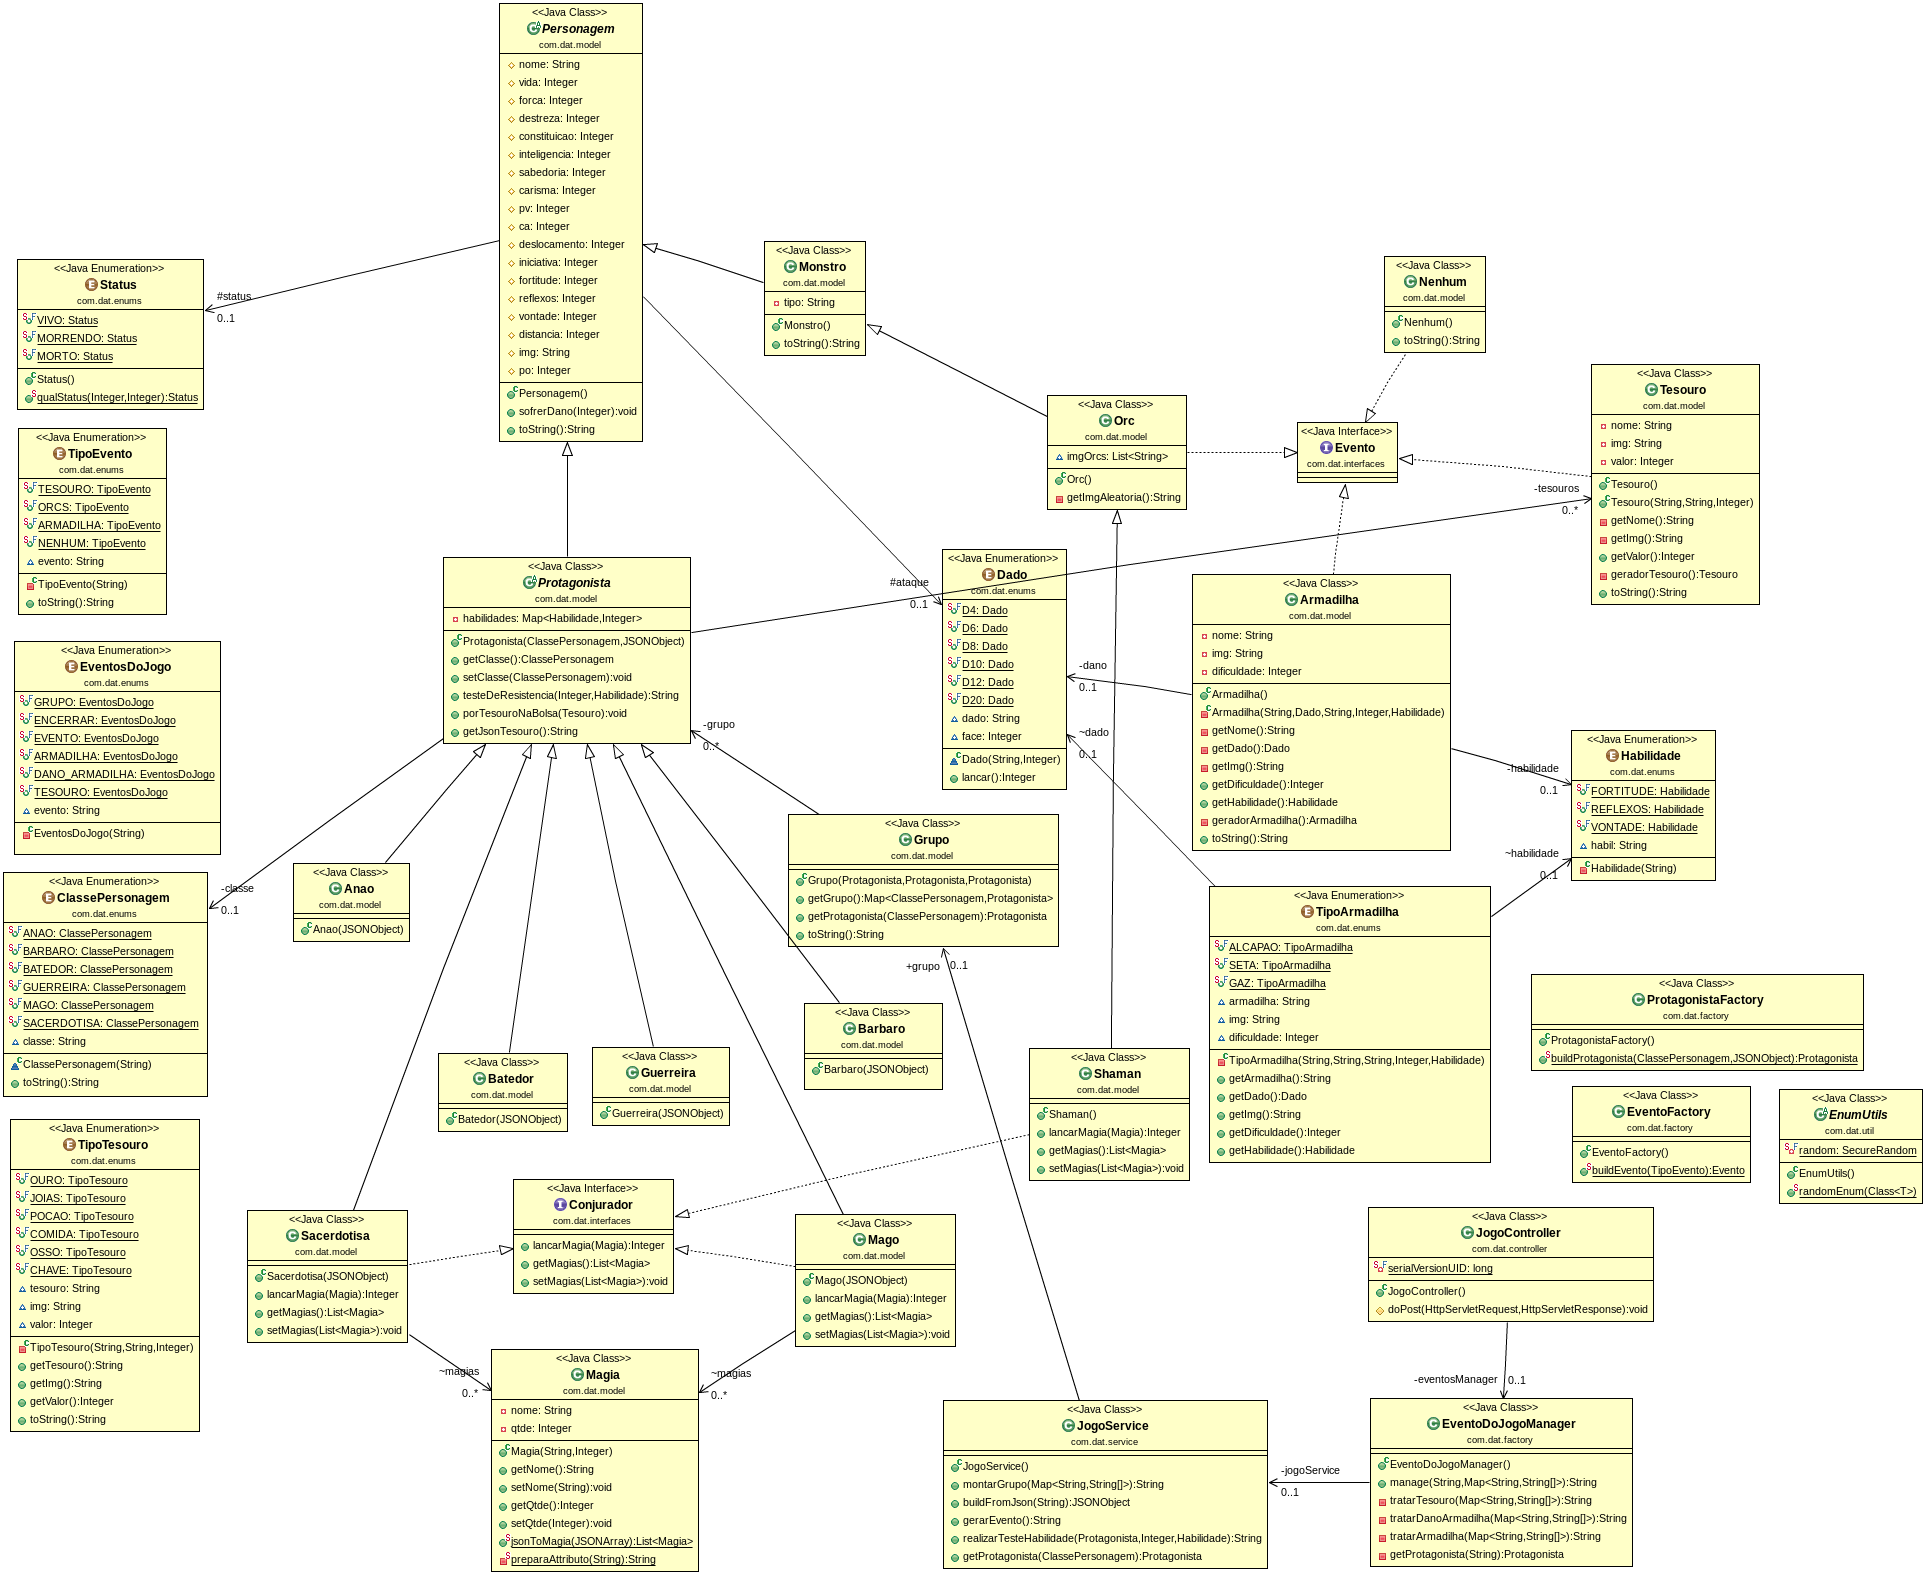 <<Java Class>>
Personagem
com.dat.model
nome: String
vida: Integer
forca: Integer
destreza: Integer
constituicao: Integer
inteligencia: Integer
sabedoria: Integer
carisma: Integer
pv: Integer
ca: Integer
deslocamento: Integer
iniciativa: Integer
fortitude: Integer
reflexos: Integer
vontade: Integer
distancia: Integer
img: String
po: Integer
Personagem()
sofrerDano(Integer):void
toString():String
<<Java Class>>
Monstro
com.dat.model
tipo: String
Monstro()
toString():String
<<Java Class>>
Nenhum
com.dat.model
Nenhum()
toString():String
<<Java Enumeration>>
Status
com.dat.enums
VIVO: Status
MORRENDO: Status
MORTO: Status
Status()
qualStatus(Integer,Integer):Status
#status
0..1
<<Java Class>>
Tesouro
com.dat.model
nome: String
img: String
valor: Integer
Tesouro()
Tesouro(String,String,Integer)
getNome():String
getImg():String
getValor():Integer
geradorTesouro():Tesouro
toString():String
-tesouros
0..*
<<Java Class>>
Orc
com.dat.model
imgOrcs: List<String>
Orc()
getImgAleatoria():String
<<Java Interface>>
Evento
com.dat.interfaces
<<Java Enumeration>>
TipoEvento
com.dat.enums
TESOURO: TipoEvento
ORCS: TipoEvento
ARMADILHA: TipoEvento
NENHUM: TipoEvento
evento: String
TipoEvento(String)
toString():String
<<Java Class>>
Protagonista
com.dat.model
habilidades: Map<Habilidade,Integer>
Protagonista(ClassePersonagem,JSONObject)
getClasse():ClassePersonagem
setClasse(ClassePersonagem):void
testeDeResistencia(Integer,Habilidade):String
porTesouroNaBolsa(Tesouro):void
getJsonTesouro():String
-grupo
0..*
#ataque
0..1
<<Java Enumeration>>
Dado
com.dat.enums
D4: Dado
D6: Dado
D8: Dado
D10: Dado
D12: Dado
D20: Dado
dado: String
face: Integer
Dado(String,Integer)
lancar():Integer
-dano
0..1
~dado
0..1
<<Java Class>>
Armadilha
com.dat.model
nome: String
img: String
dificuldade: Integer
Armadilha()
Armadilha(String,Dado,String,Integer,Habilidade)
getNome():String
getDado():Dado
getImg():String
getDificuldade():Integer
getHabilidade():Habilidade
geradorArmadilha():Armadilha
toString():String
-habilidade
0..1
~habilidade
0..1
<<Java Enumeration>>
Habilidade
com.dat.enums
FORTITUDE: Habilidade
REFLEXOS: Habilidade
VONTADE: Habilidade
habil: String
Habilidade(String)
<<Java Enumeration>>
EventosDoJogo
com.dat.enums
GRUPO: EventosDoJogo
ENCERRAR: EventosDoJogo
EVENTO: EventosDoJogo
ARMADILHA: EventosDoJogo
DANO_ARMADILHA: EventosDoJogo
TESOURO: EventosDoJogo
evento: String
EventosDoJogo(String)
<<Java Enumeration>>
ClassePersonagem
com.dat.enums
ANAO: ClassePersonagem
BARBARO: ClassePersonagem
BATEDOR: ClassePersonagem
GUERREIRA: ClassePersonagem
MAGO: ClassePersonagem
SACERDOTISA: ClassePersonagem
classe: String
ClassePersonagem(String)
toString():String
-classe
0..1
<<Java Class>>
Anao
com.dat.model
Anao(JSONObject)
<<Java Class>>
Grupo
com.dat.model
Grupo(Protagonista,Protagonista,Protagonista)
getGrupo():Map<ClassePersonagem,Protagonista>
getProtagonista(ClassePersonagem):Protagonista
toString():String
+grupo
0..1
<<Java Enumeration>>
TipoArmadilha
com.dat.enums
ALCAPAO: TipoArmadilha
SETA: TipoArmadilha
GAZ: TipoArmadilha
armadilha: String
img: String
dificuldade: Integer
TipoArmadilha(String,String,String,Integer,Habilidade)
getArmadilha():String
getDado():Dado
getImg():String
getDificuldade():Integer
getHabilidade():Habilidade
<<Java Class>>
ProtagonistaFactory
com.dat.factory
ProtagonistaFactory()
buildProtagonista(ClassePersonagem,JSONObject):Protagonista
<<Java Class>>
Barbaro
com.dat.model
Barbaro(JSONObject)
<<Java Class>>
Batedor
com.dat.model
Batedor(JSONObject)
<<Java Class>>
Guerreira
com.dat.model
Guerreira(JSONObject)
<<Java Class>>
Shaman
com.dat.model
Shaman()
lancarMagia(Magia):Integer
getMagias():List<Magia>
setMagias(List<Magia>):void
<<Java Class>>
EventoFactory
com.dat.factory
EventoFactory()
buildEvento(TipoEvento):Evento
<<Java Class>>
EnumUtils
com.dat.util
random: SecureRandom
EnumUtils()
randomEnum(Class<T>)
<<Java Enumeration>>
TipoTesouro
com.dat.enums
OURO: TipoTesouro
JOIAS: TipoTesouro
POCAO: TipoTesouro
COMIDA: TipoTesouro
OSSO: TipoTesouro
CHAVE: TipoTesouro
tesouro: String
img: String
valor: Integer
TipoTesouro(String,String,Integer)
getTesouro():String
getImg():String
getValor():Integer
toString():String
<<Java Class>>
Sacerdotisa
com.dat.model
Sacerdotisa(JSONObject)
lancarMagia(Magia):Integer
getMagias():List<Magia>
setMagias(List<Magia>):void
<<Java Interface>>
Conjurador
com.dat.interfaces
lancarMagia(Magia):Integer
getMagias():List<Magia>
setMagias(List<Magia>):void
<<Java Class>>
Mago
com.dat.model
Mago(JSONObject)
lancarMagia(Magia):Integer
getMagias():List<Magia>
setMagias(List<Magia>):void
~magias
0..*
~magias
0..*
<<Java Class>>
Magia
com.dat.model
nome: String
qtde: Integer
Magia(String,Integer)
getNome():String
setNome(String):void
getQtde():Integer
setQtde(Integer):void
jsonToMagia(JSONArray):List<Magia>
preparaAttributo(String):String
<<Java Class>>
JogoController
com.dat.controller
serialVersionUID: long
JogoController()
doPost(HttpServletRequest,HttpServletResponse):void
-eventosManager
0..1
<<Java Class>>
JogoService
com.dat.service
JogoService()
montarGrupo(Map<String,String[]>):String
buildFromJson(String):JSONObject
gerarEvento():String
realizarTesteHabilidade(Protagonista,Integer,Habilidade):String
getProtagonista(ClassePersonagem):Protagonista
-jogoService
0..1
<<Java Class>>
EventoDoJogoManager
com.dat.factory
EventoDoJogoManager()
manage(String,Map<String,String[]>):String
tratarTesouro(Map<String,String[]>):String
tratarDanoArmadilha(Map<String,String[]>):String
tratarArmadilha(Map<String,String[]>):String
getProtagonista(String):Protagonista